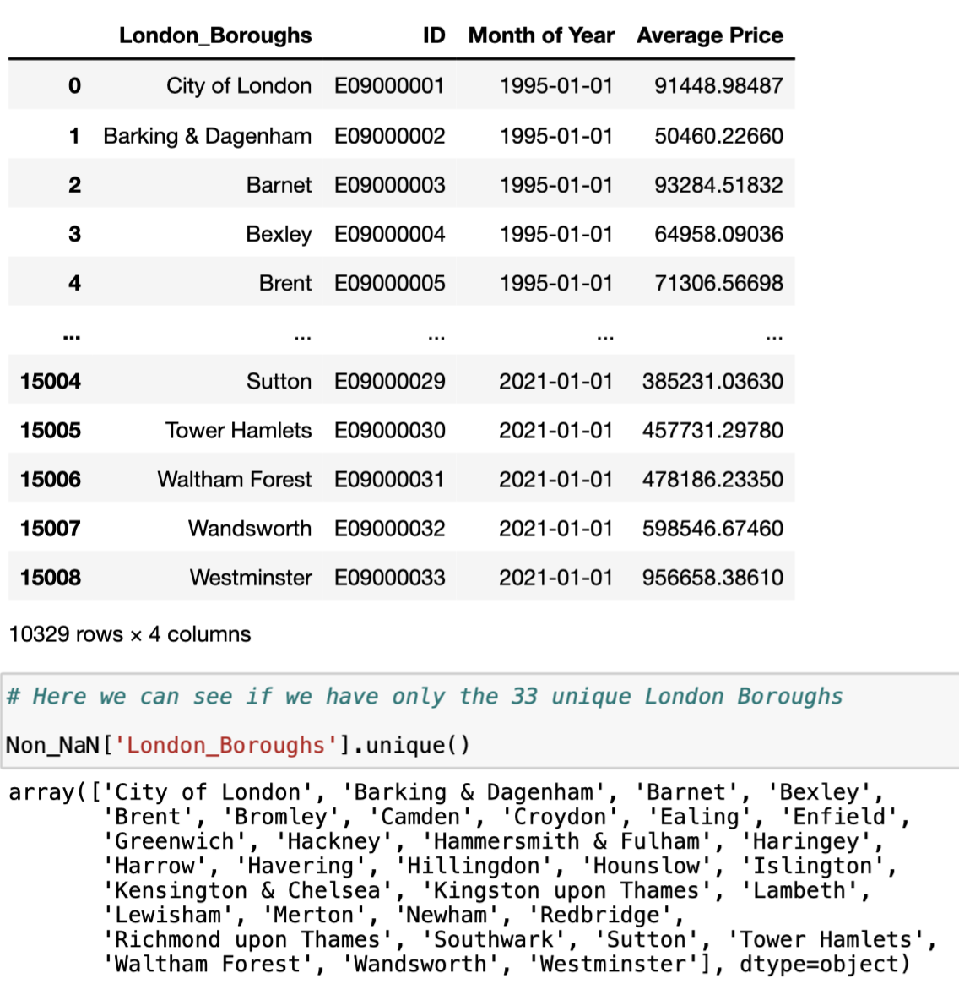 London_Boroughs ID Month of Year Average Price
0 City of London E09000001 1995-01-01 91448.98487
1 Barking & Dagenham E09000002 1995-01-01 50460.22660
2 Barnet E09000003 1995-01-01 93284.51832
3 Bexley E09000004 1995-01-01 64958.09036
4 Brent E09000005 1995-01-01 71306.56698
... ... ... ... ...
15004 Sutton E09000029 2021-01-01 385231.03630
15005 Tower Hamlets E09000030 2021-01-01 457731.29780
15006 Waltham Forest E09000031 2021-01-01 478186.23350
15007 Wandsworth E09000032 2021-01-01 598546.67460
15008 Westminster E09000033 2021-01-01 956658.38610
10329 rows × 4 columns
# Here we can see if we have only the 33 unique London Boroughs
Non_NaN['London_Boroughs'].unique()
array(['City of London', 'Barking & Dagenham', 'Barnet', 'Bexley',
'Brent', 'Bromley', 'Camden', 'Croydon', 'Ealing', 'Enfield',
'Greenwich', 'Hackney', 'Hammersmith & Fulham', 'Haringey',
'Harrow', 'Havering', 'Hillingdon', 'Hounslow', 'Islington',
'Kensington & Chelsea', 'Kingston upon Thames', 'Lambeth',
'Lewisham', 'Merton', 'Newham', 'Redbridge',
'Richmond upon Thames', 'Southwark', 'Sutton', 'Tower Hamlets',
'Waltham Forest', 'Wandsworth', 'Westminster'], dtype=object)